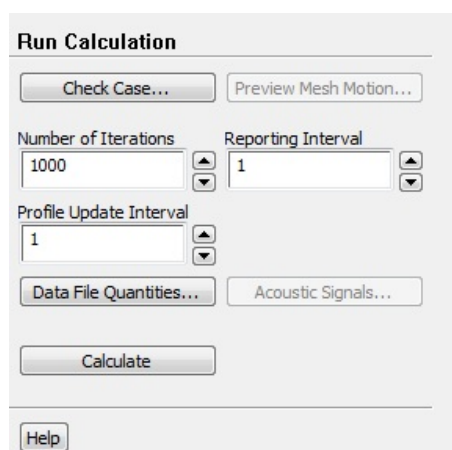 Run Calculation
Check Case... Preview Mesh Motion...
Number of Iterations Reporting Interval
1000 1
Profile Update Interval
1
Data File Quantities... Acoustic Signals...
Calculate
Help